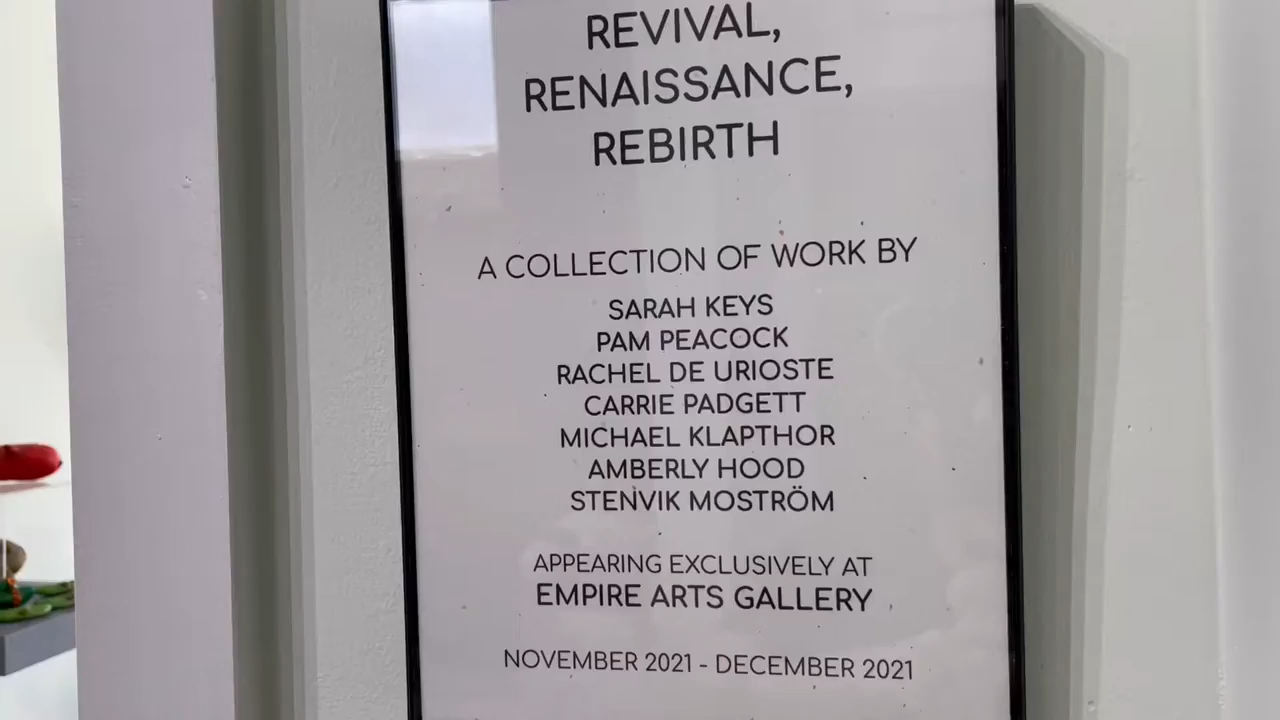 REVIVAL,
RENAISSANCE,
REBIRTH
A COLLECTION OF WORK BY
SARAH KEYS
PAM PEACOCK
RACHEL DE URIOSTE
CARRIE PADGETT
MICHAEL KLAPTHOR
AMBERLY HOOD
STENVIK MOSTRÖM
APPEARING EXCLUSIVELY AT
EMPIRE ARTS GALLERY
NOVEMBER 2021 - DECEMBER 2021